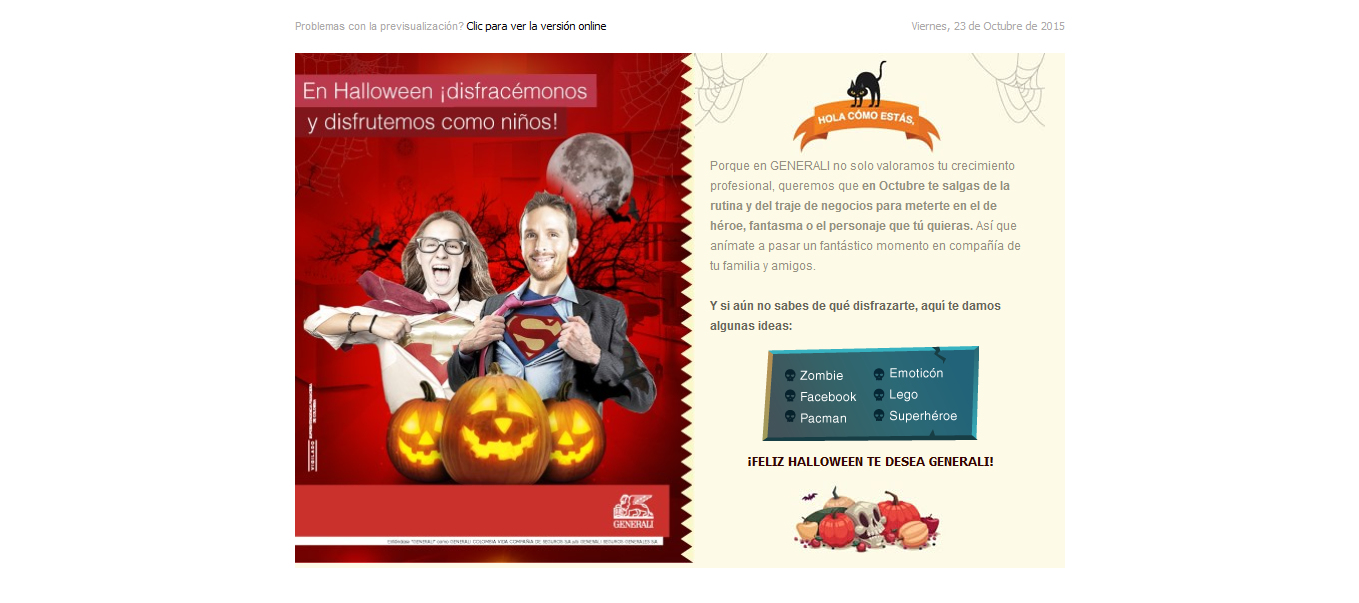 Problemas con la previsualización? Clic para ver la versión online
Viernes, 23 de Octubre de 2015
En Halloween ¡disfracémonos
y disfrutemos como niños!
VIGILADO
GENERALI
HOLA CÓMO ESTÁS,
Porque en GENERALI no solo valoramos tu crecimiento
profesional, queremos que en Octubre te salgas de la
rutina y del traje de negocios para meterte en el de
héroe, fantasma o el personaje que tú quieras. Así que
anímate a pasar un fantástico momento en compañía de
tu familia y amigos.
Y si aún no sabes de qué disfrazarte, aquí te damos
algunas ideas:
Zombie
Facebook
Pacman
Emoticón
Lego
Superhéroe
¡FELIZ HALLOWEEN TE DESEA GENERALI!